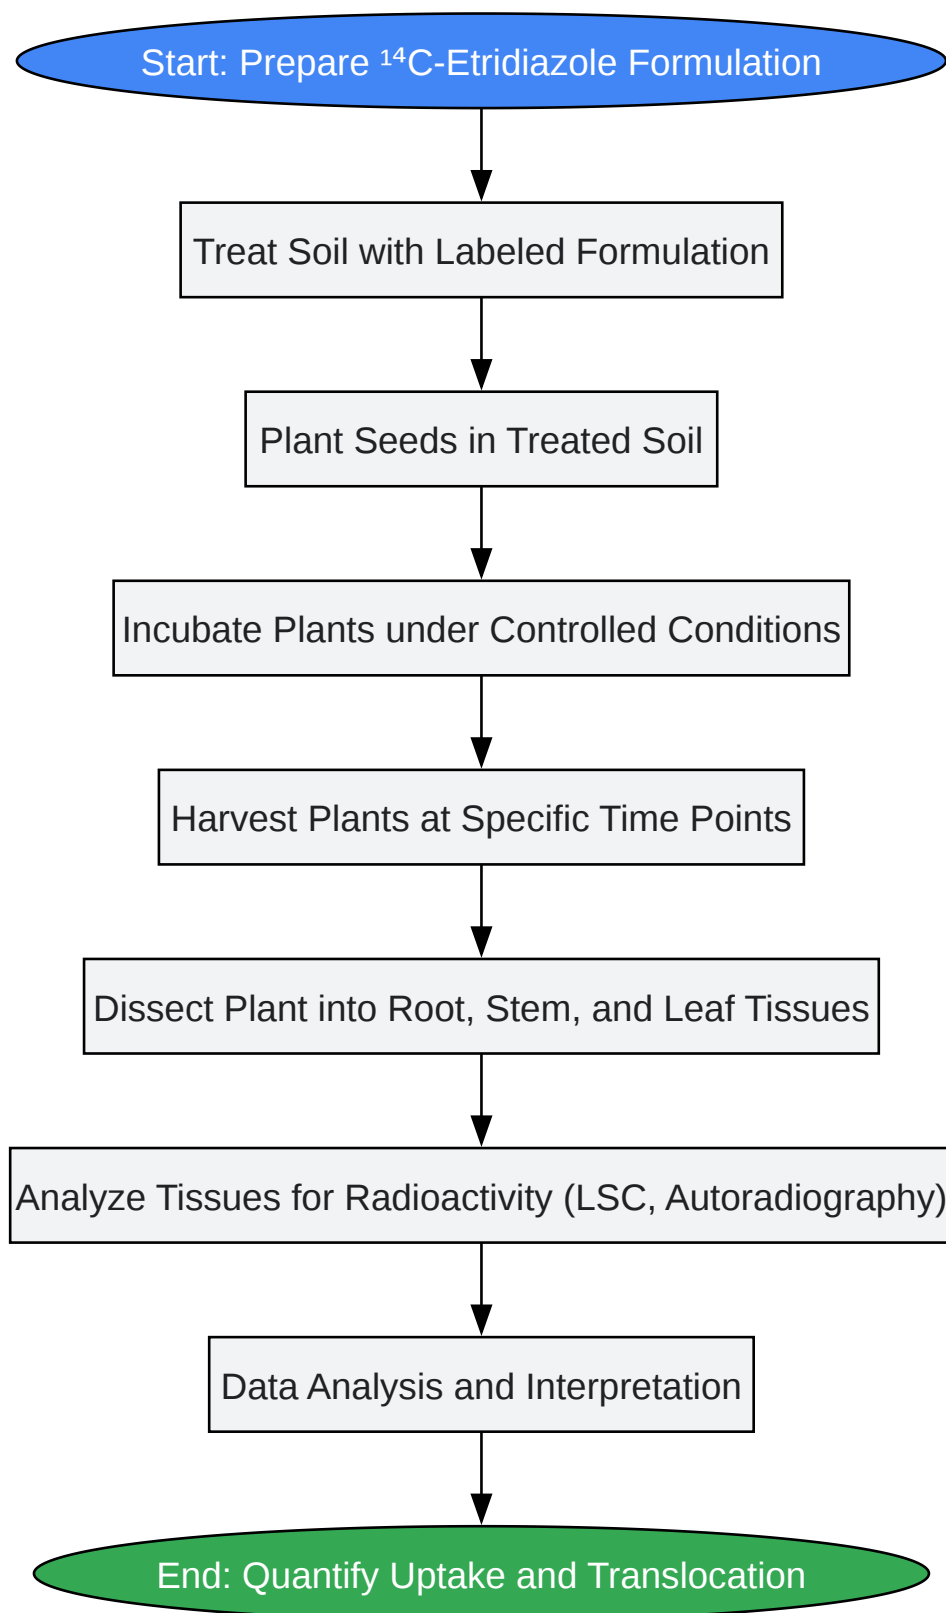 Start: Prepare ¹⁴C-Etridiazole Formulation
Treat Soil with Labeled Formulation
Plant Seeds in Treated Soil
Incubate Plants under Controlled Conditions
Harvest Plants at Specific Time Points
Dissect Plant into Root, Stem, and Leaf Tissues
Analyze Tissues for Radioactivity (LSC, Autoradiography)
Data Analysis and Interpretation
End: Quantify Uptake and Translocation